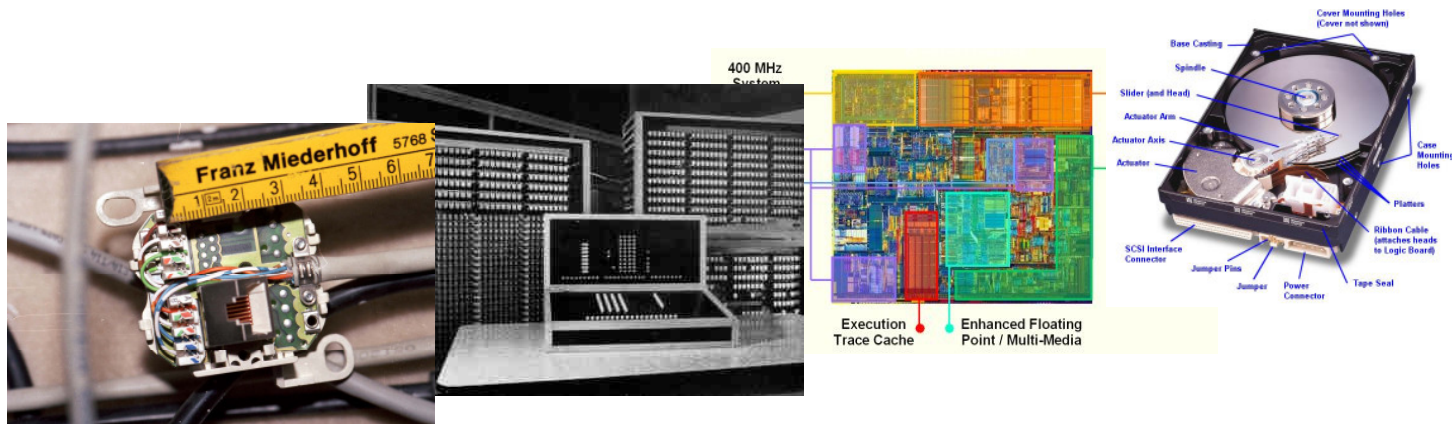 Franz Miederhoff 5768 S
1 2m 2 3 4 5 6 7
400 MHz
System
Execution
Trace Cache
Enhanced Floating
Point / Multi-Media
Cover Mounting Holes
(Cover not shown)
Base Casting
Spindle
Slider (and Head)
Actuator Arm
Actuator Axis
Actuator
Case
Mounting
Holes
Platters
Ribbon Cable
(attaches heads
to Logic Board)
SCSI Interface
Connector
Jumper Pins
Jumper
Power
Connector
Tape Seal